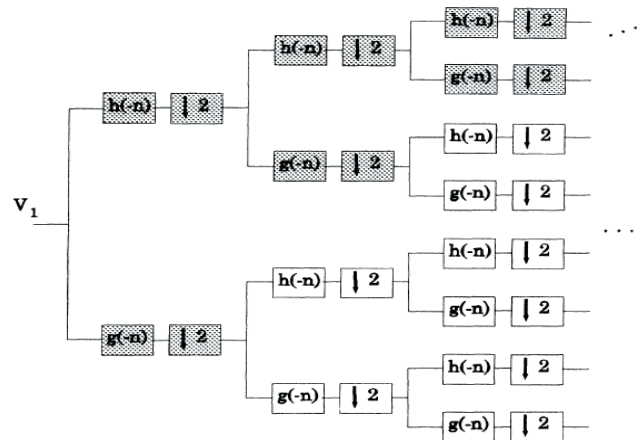 h(-n) ↓ 2
h(-n) ↓ 2 . . .
g(-n) ↓ 2
h(-n) ↓ 2
h(-n) ↓ 2
g(-n) ↓ 2
g(-n) ↓ 2
V1
. . .
h(-n) ↓ 2
h(-n) ↓ 2
g(-n) ↓ 2
g(-n) ↓ 2
h(-n) ↓ 2
g(-n) ↓ 2
g(-n) ↓ 2